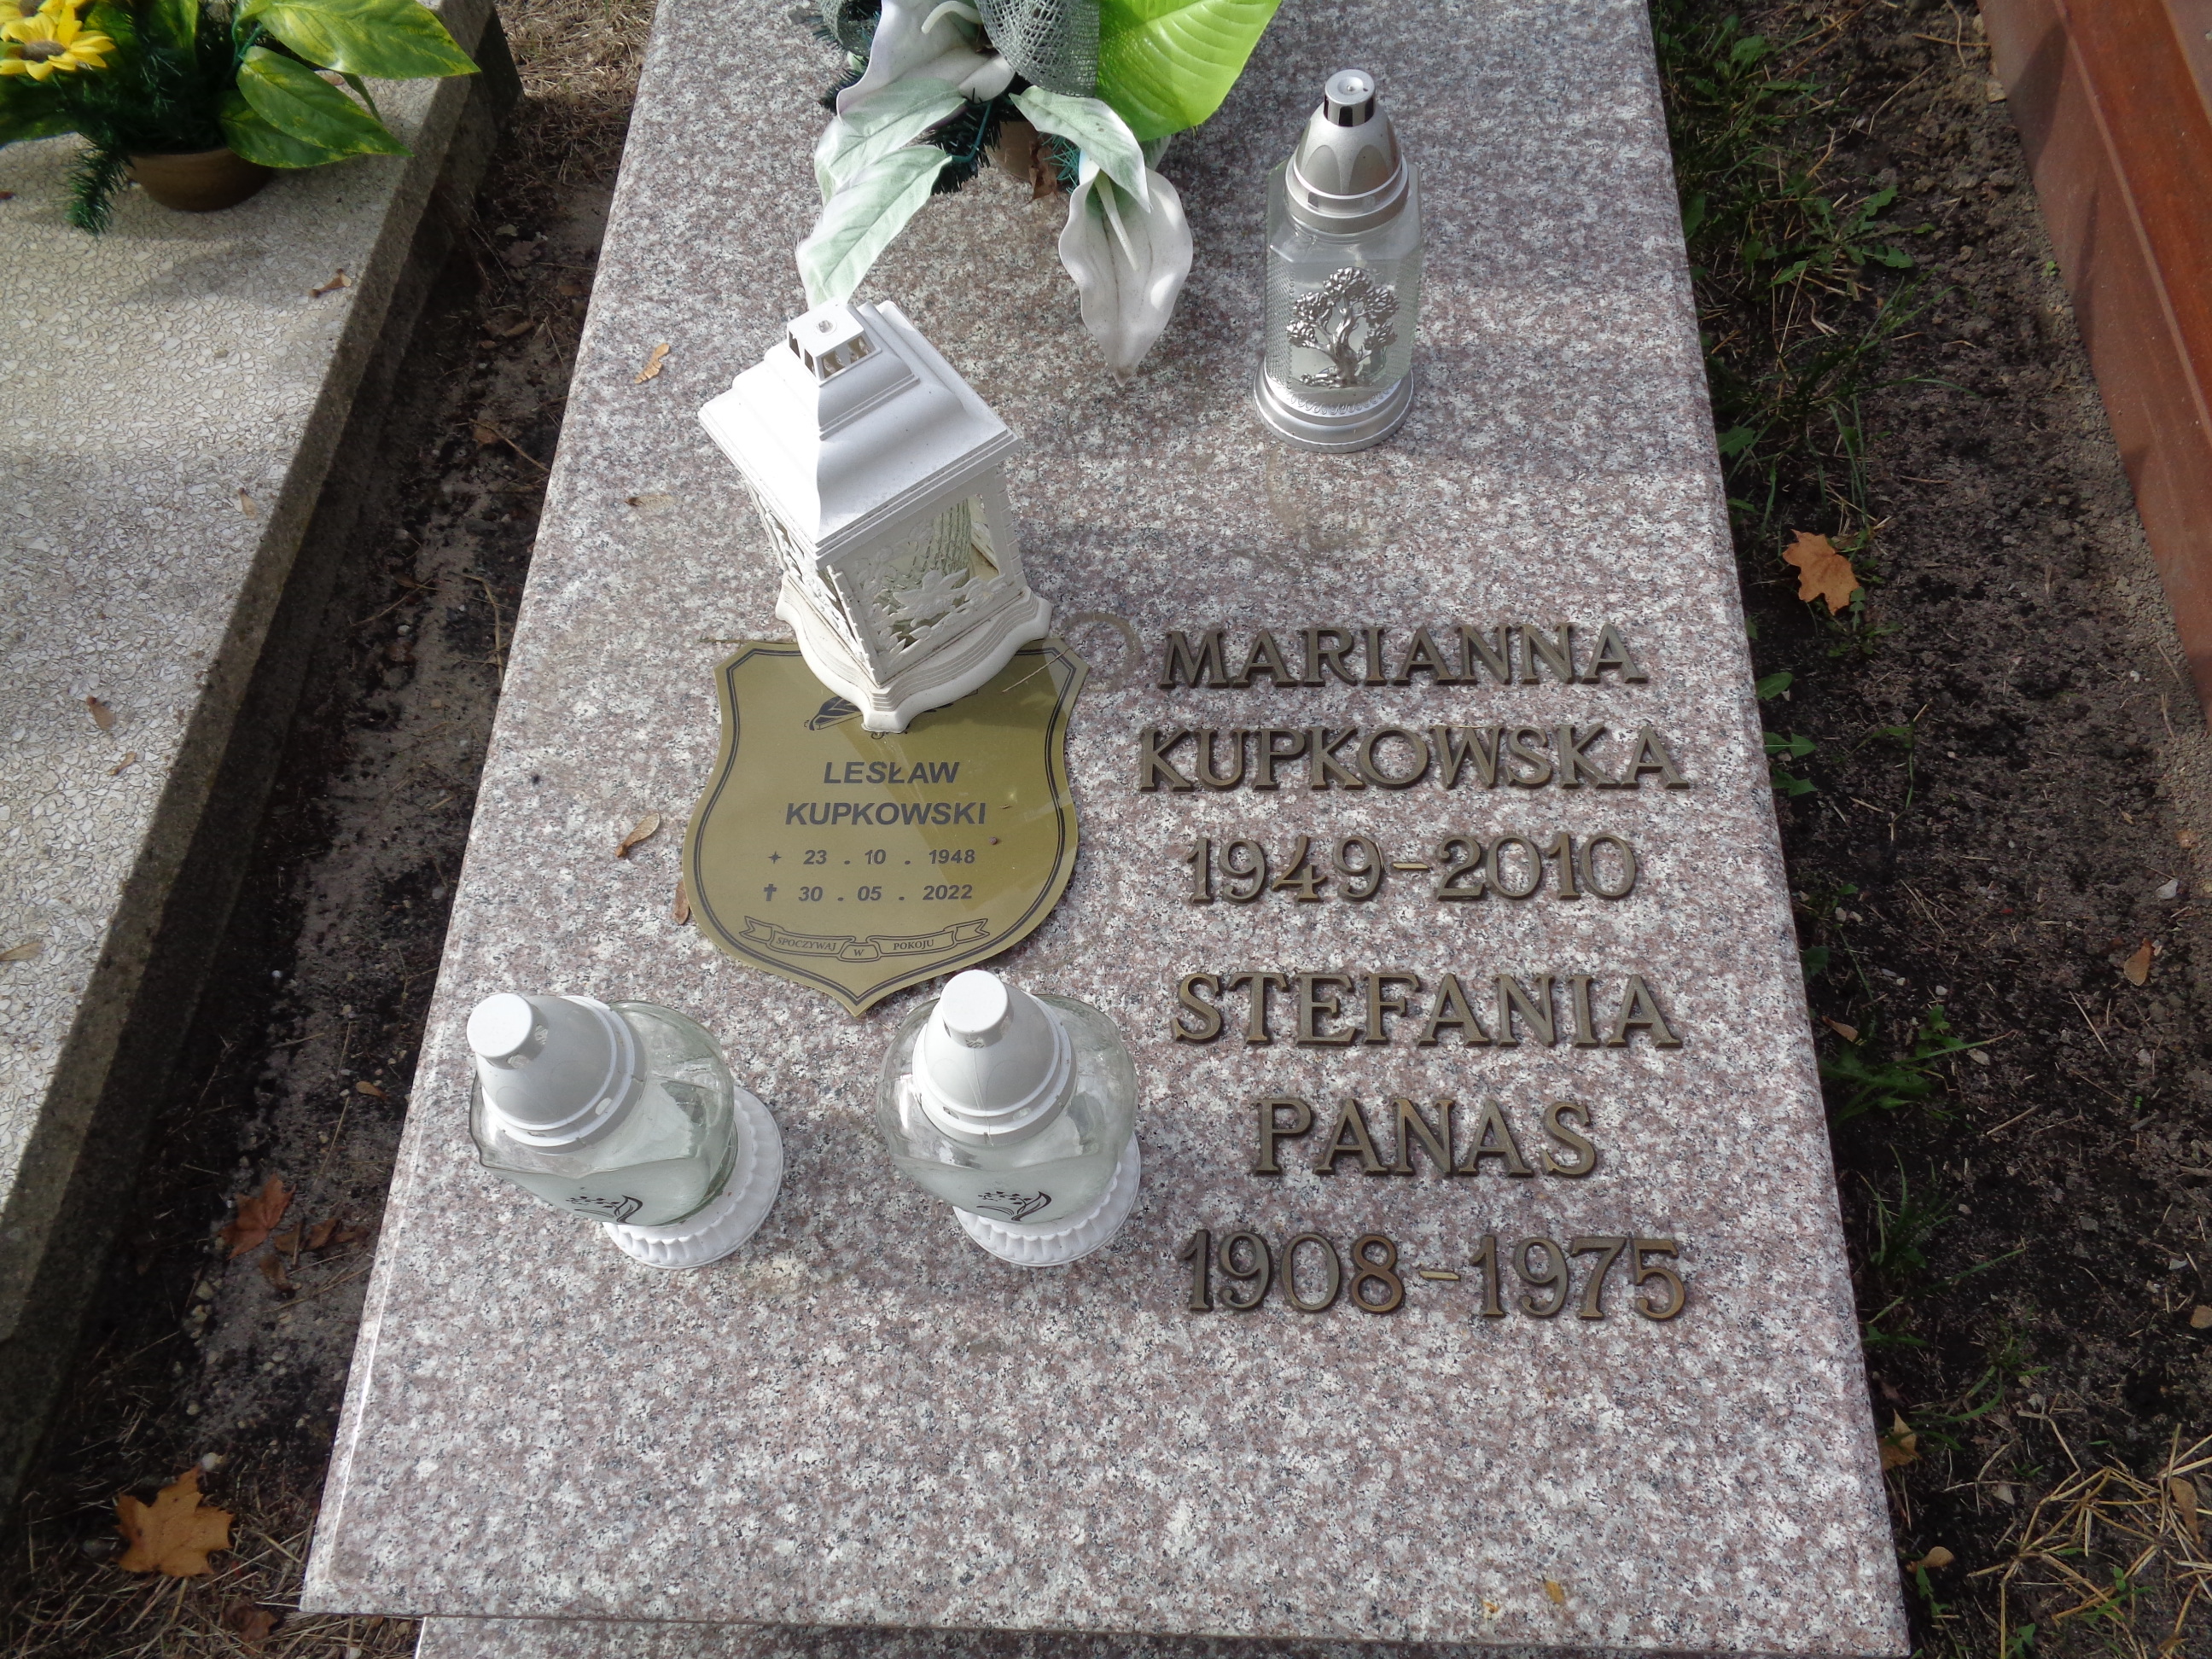 LESŁAW
KUPKOWSKI
23 . 10 . 1948
30 . 05 . 2022
SPOCZYWAJ W POKOJU
MARIANNA
KUPKOWSKA
1949-2010
STEFANIA
PANAS
1908-1975